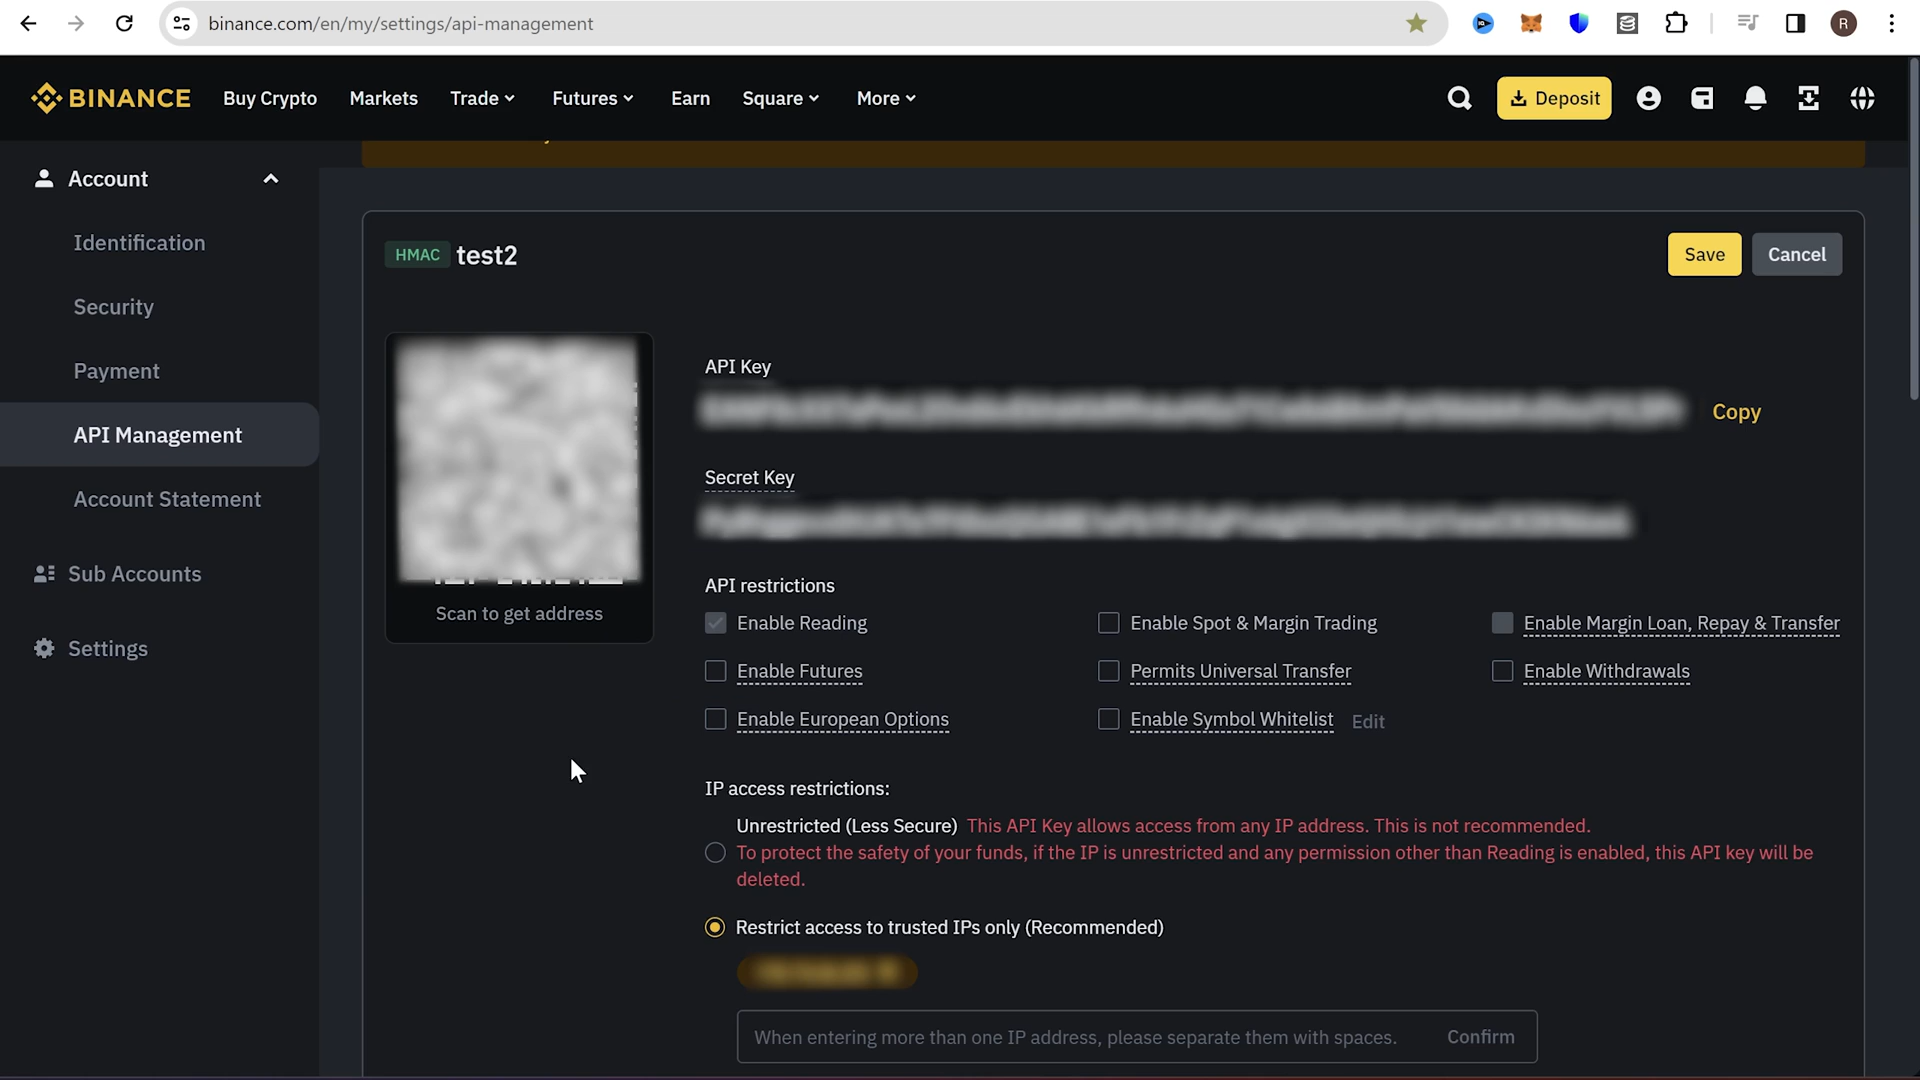 binance.com/en/my/settings/api-management
R
BINANCE Buy Crypto Markets Trade Futures Earn Square More Deposit
Account
Identification
Security
Payment
API Management
Account Statement
Sub Accounts
Settings
HMAC test2
Save Cancel
Scan to get address
API Key
Copy
Secret Key
API restrictions
Enable Reading Enable Spot & Margin Trading Enable Margin Loan, Repay & Transfer
Enable Futures Permits Universal Transfer Enable Withdrawals
Enable European Options Enable Symbol Whitelist Edit
IP access restrictions:
Unrestricted (Less Secure) This API Key allows access from any IP address. This is not recommended.
To protect the safety of your funds, if the IP is unrestricted and any permission other than Reading is enabled, this API key will be
deleted.
Restrict access to trusted IPs only (Recommended)
When entering more than one IP address, please separate them with spaces. Confirm